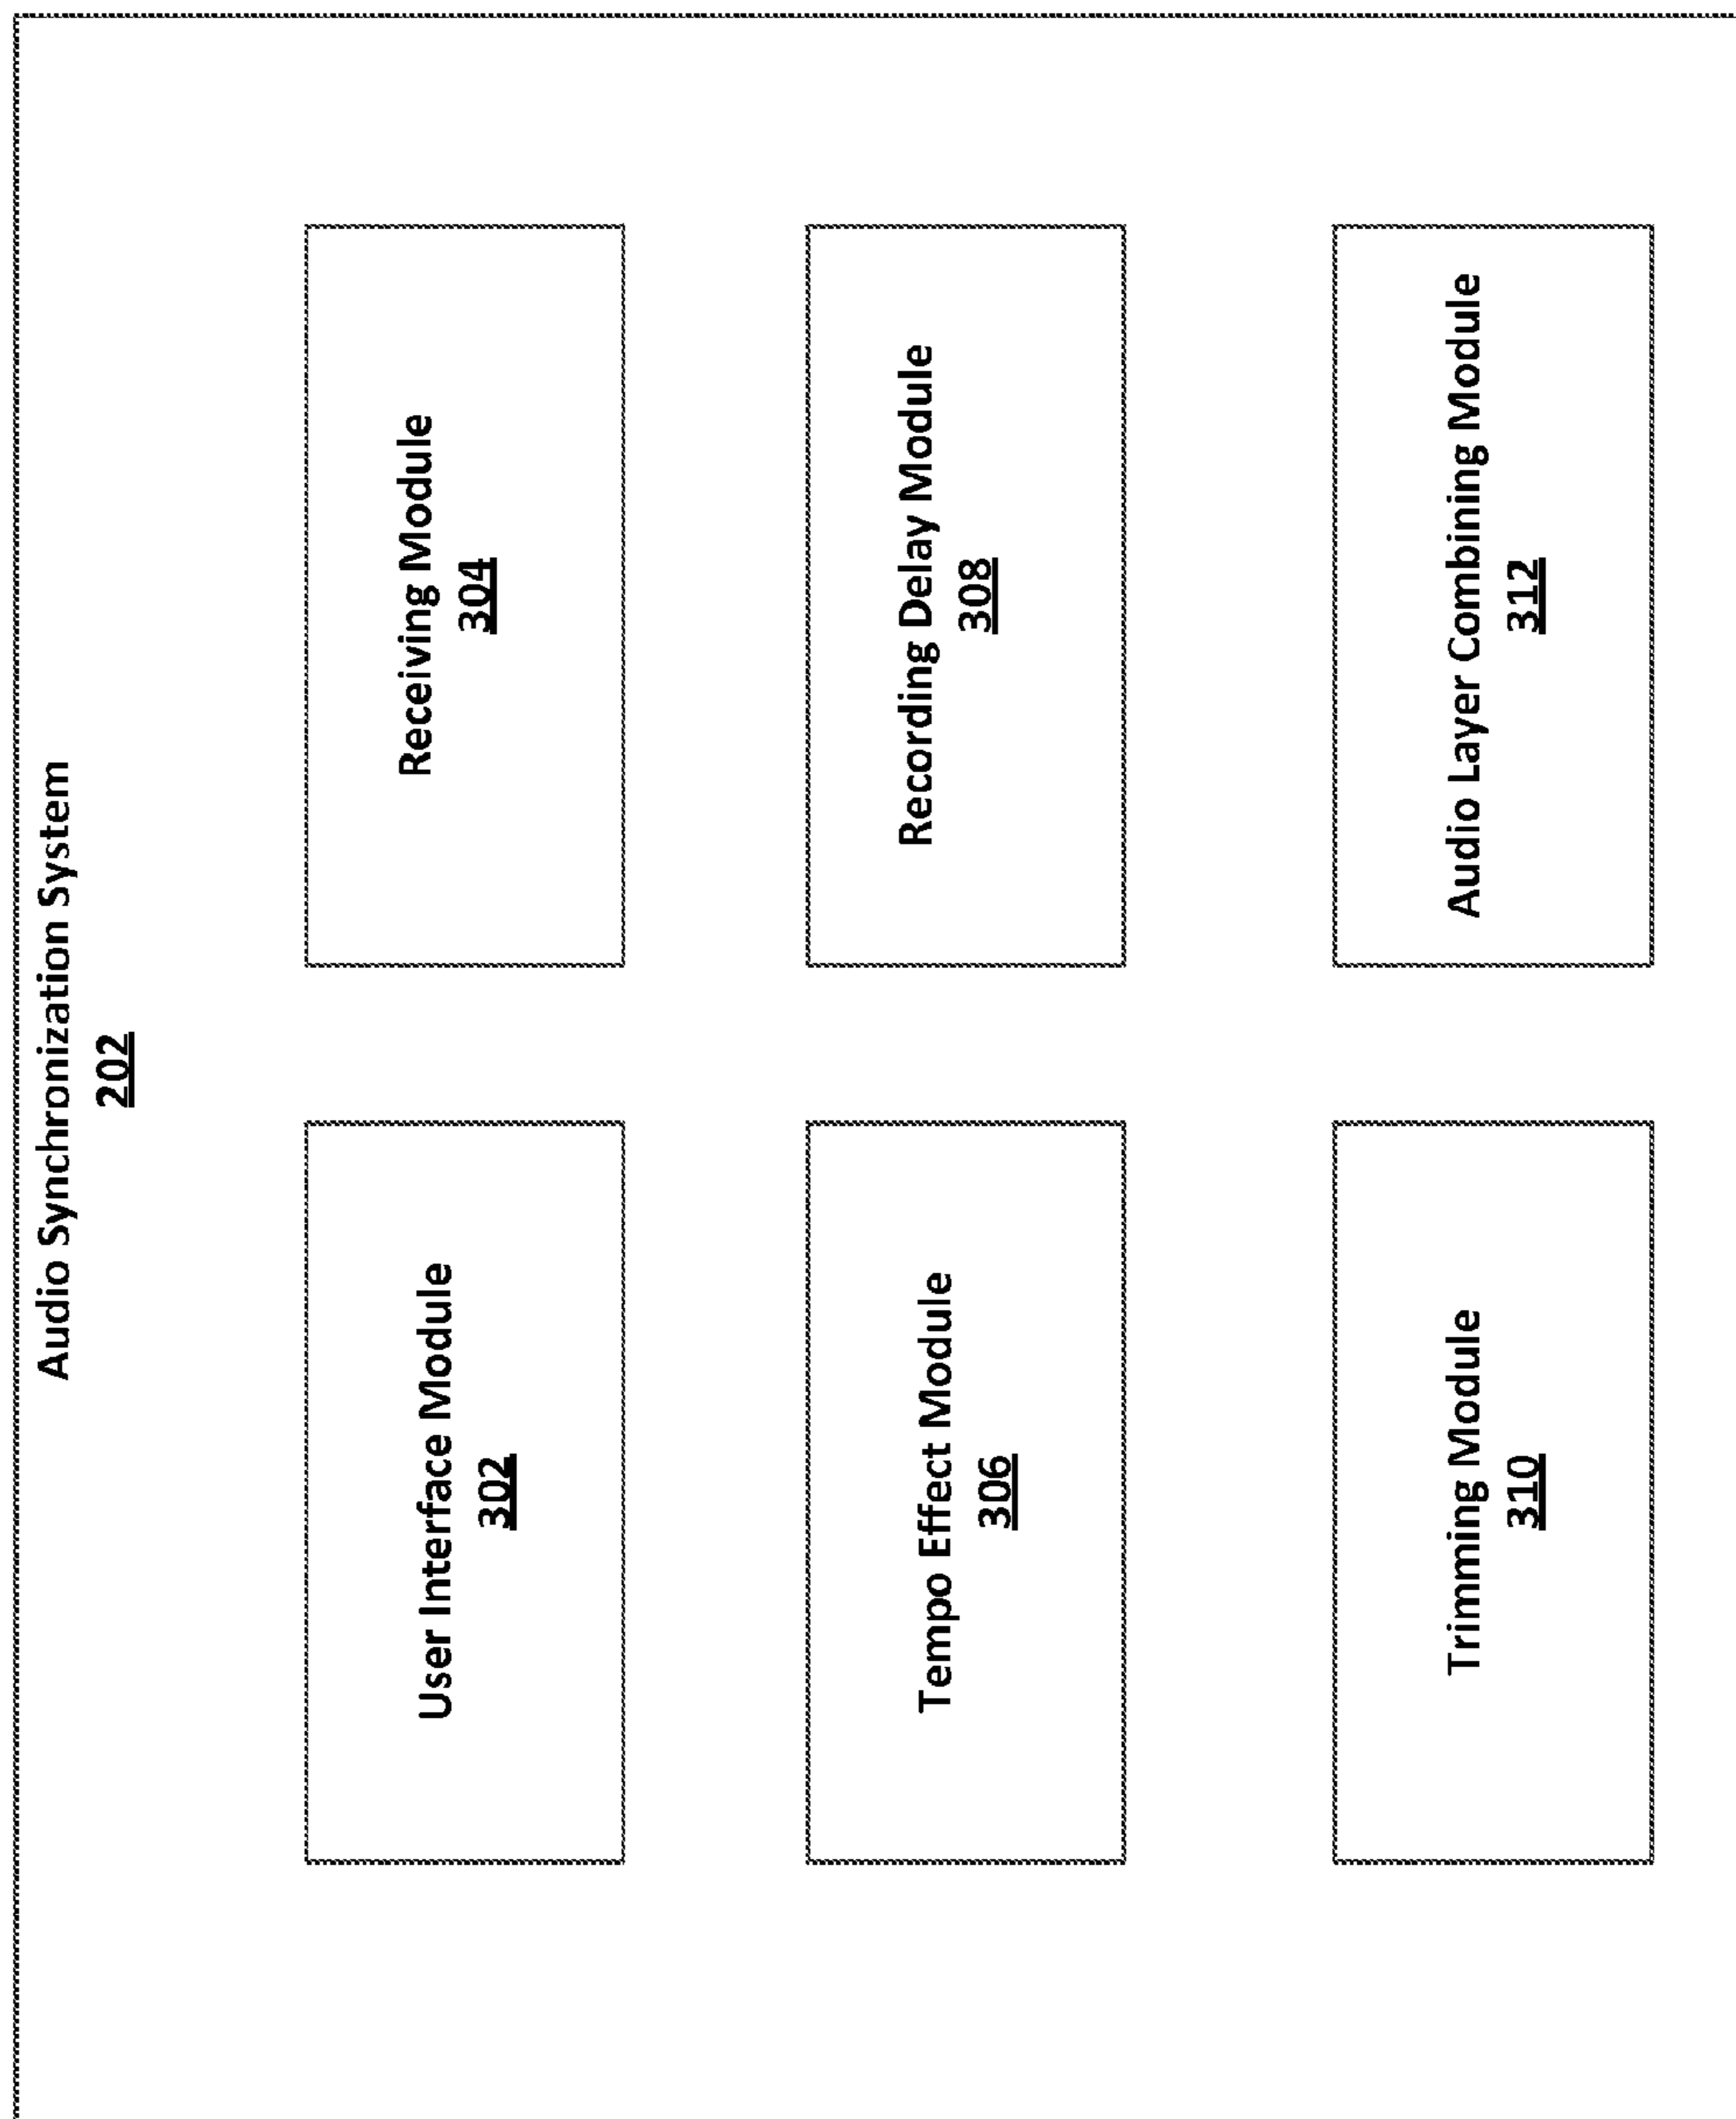 Audio Synchronization System
202
User Interface Module
302
Receiving Module
304
Tempo Effect Module
306
Recording Delay Module
308
Trimming Module
310
Audio Layer Combining Module
312